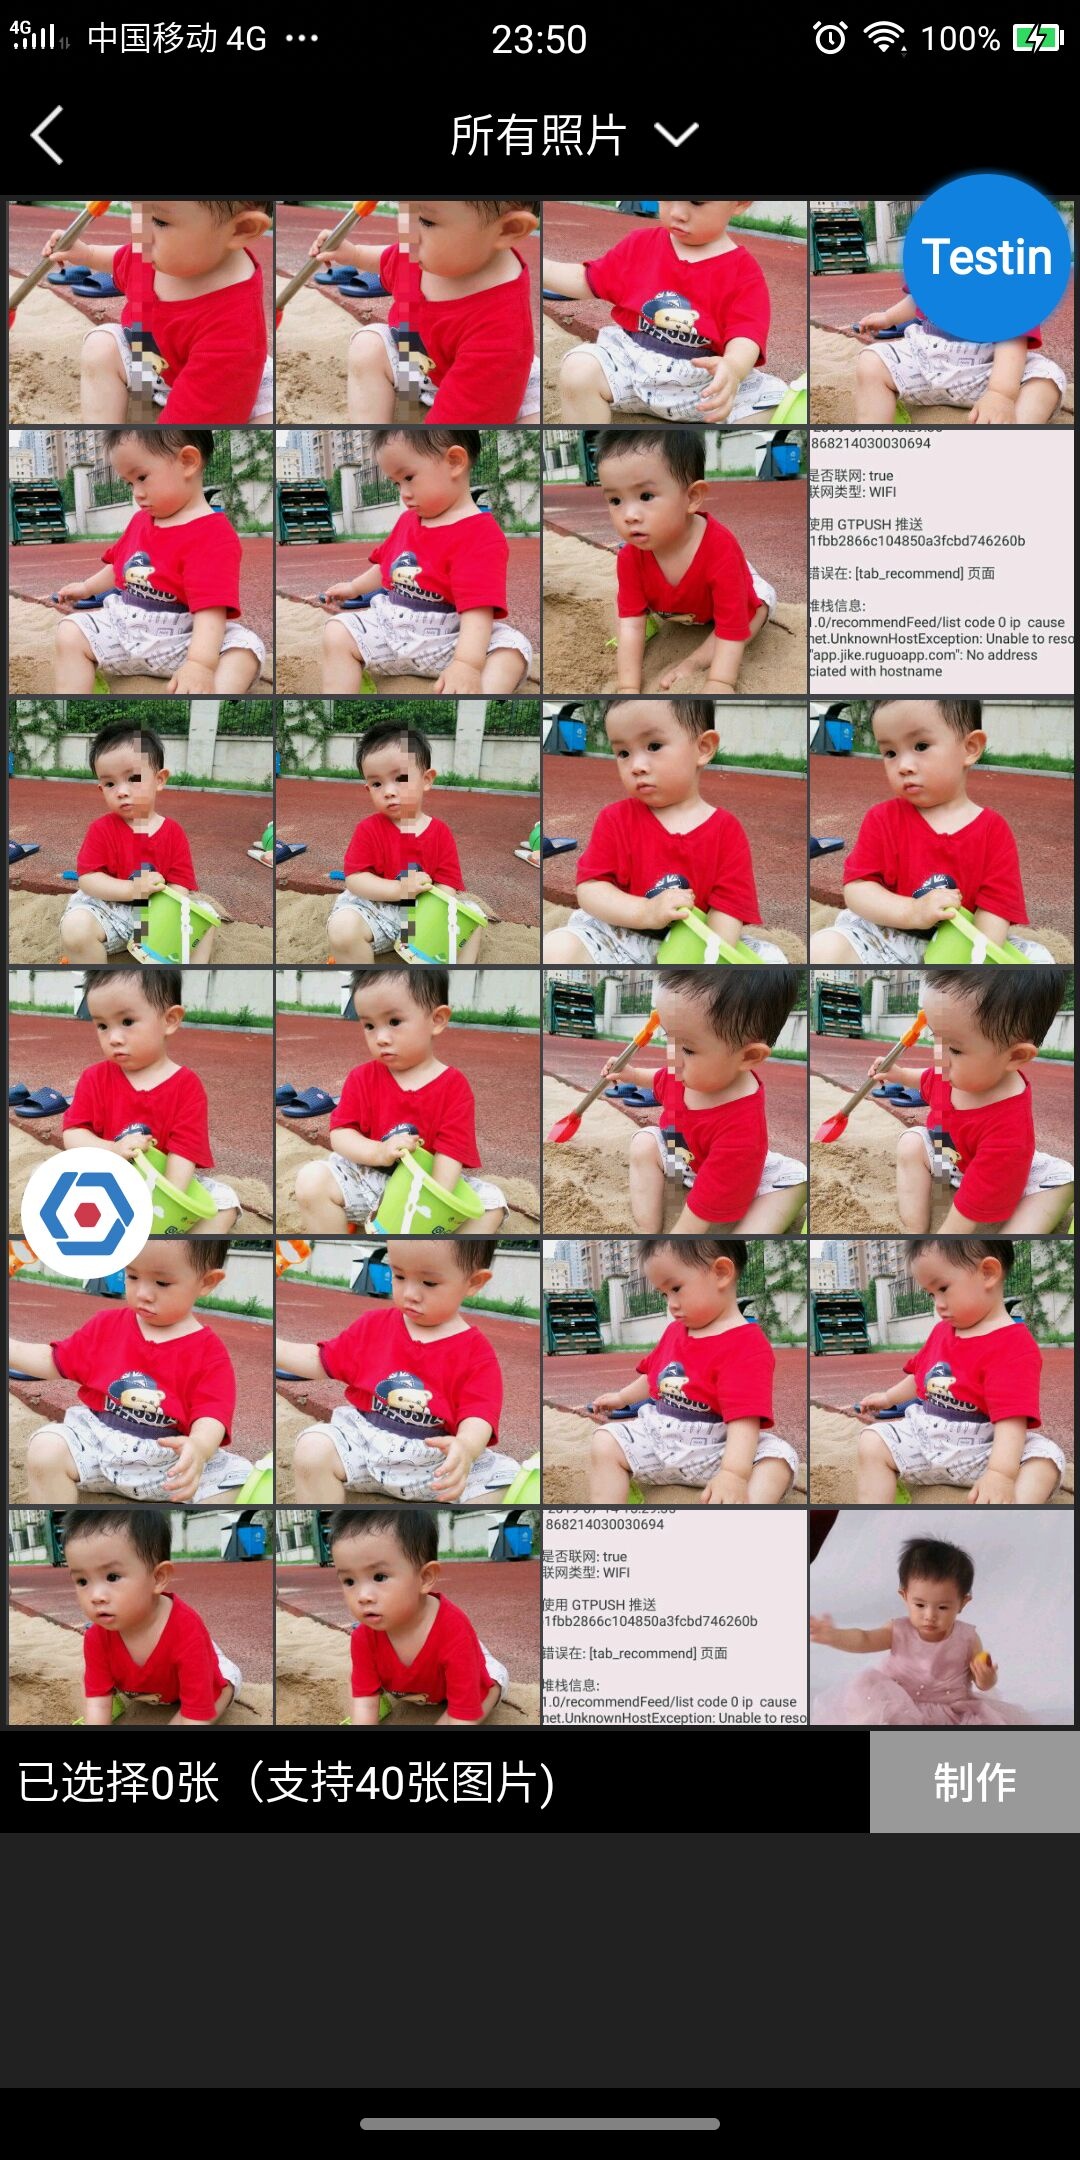 4G 中国移动 4G ··· 23:50 100%
所有照片
Testin
868214030030694
是否联网: true
联网类型: WIFI
使用 GTPUSH 推送
1fbb2866c104850a3fcbd746260b
错误在: [tab_recommend] 页面
堆栈信息:
1.0/recommendFeed/list code 0 ip cause
net.UnknownHostException: Unable to reso
"app.jike.ruguoapp.com": No address
ciated with hostname
868214030030694
是否联网: true
联网类型: WIFI
使用 GTPUSH 推送
1fbb2866c104850a3fcbd746260b
错误在: [tab_recommend] 页面
堆栈信息:
1.0/recommendFeed/list code 0 ip cause
net.UnknownHostException: Unable to reso
已选择0张（支持40张图片)
制作